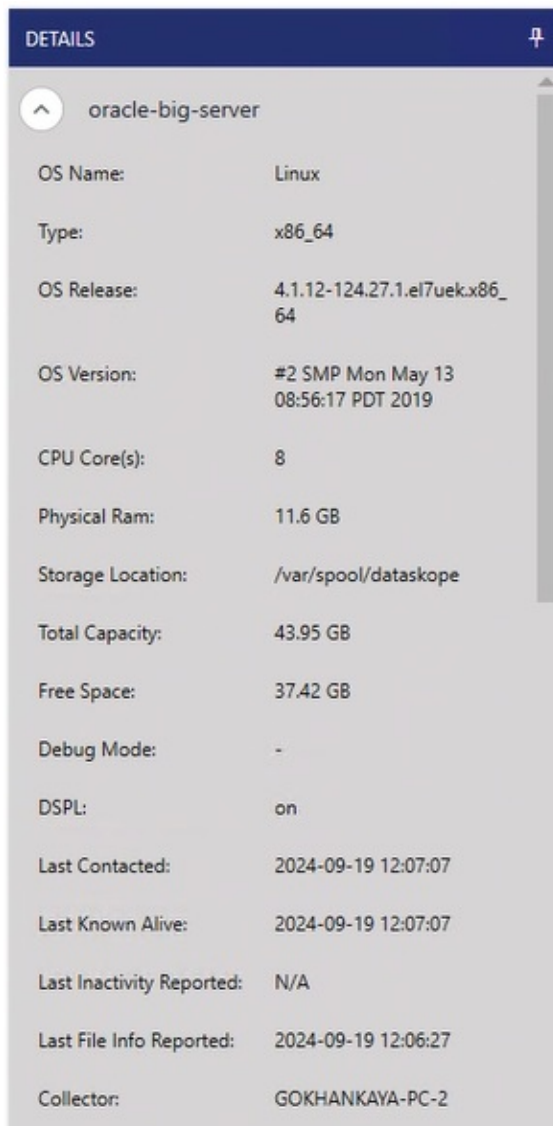 DETAILS
oracle-big-server
OS Name: Linux
Type: x86_64
OS Release: 4.1.12-124.27.1.el7uek.x86_
64
OS Version: #2 SMP Mon May 13
08:56:17 PDT 2019
CPU Core(s): 8
Physical Ram: 11.6 GB
Storage Location: /var/spool/dataskope
Total Capacity: 43.95 GB
Free Space: 37.42 GB
Debug Mode: -
DSPL: on
Last Contacted: 2024-09-19 12:07:07
Last Known Alive: 2024-09-19 12:07:07
Last Inactivity Reported: N/A
Last File Info Reported: 2024-09-19 12:06:27
Collector: GOKHANKAYA-PC-2